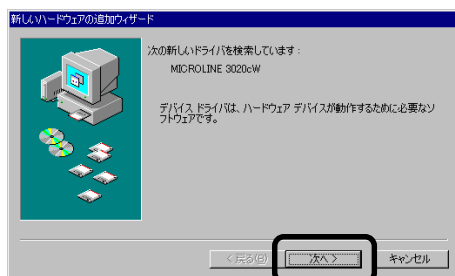 新しいハードウェアの追加ウィザード
次の新しいドライバを検索しています :
MICROLINE 3020cW
デバイス ドライバは、ハードウェア デバイスが動作するために必要なソ
フトウェアです。
< 戻る(B)
次へ >
キャンセル